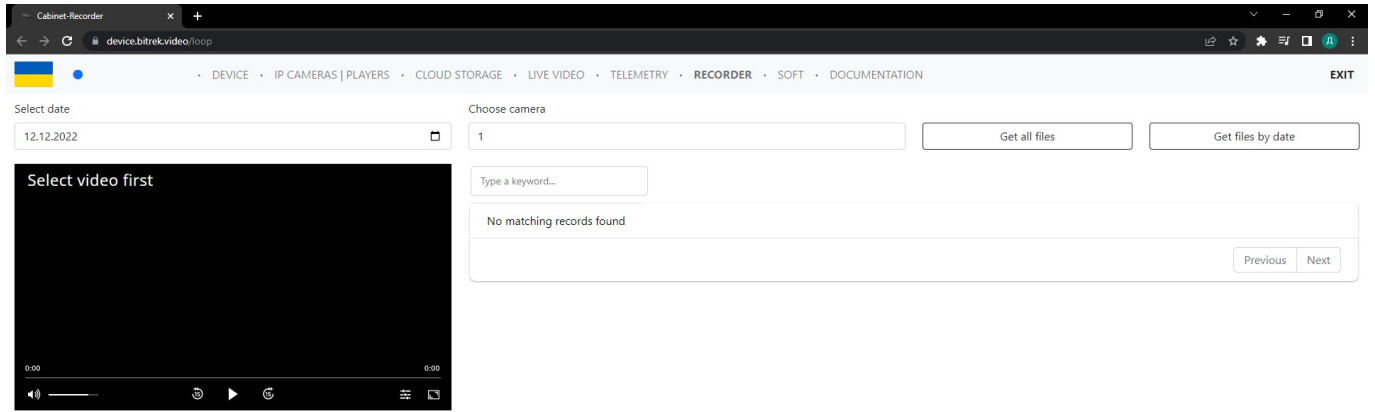 Cabinet-Recorder
device.bitrek.video/loop
Д
· DEVICE · IP CAMERAS | PLAYERS · CLOUD STORAGE · LIVE VIDEO · TELEMETRY · RECORDER · SOFT · DOCUMENTATION EXIT
Select date
Choose camera
12.12.2022
1
Get all files
Get files by date
Select video first
Type a keyword...
No matching records found
Previous Next
0:00 0:00
15 15